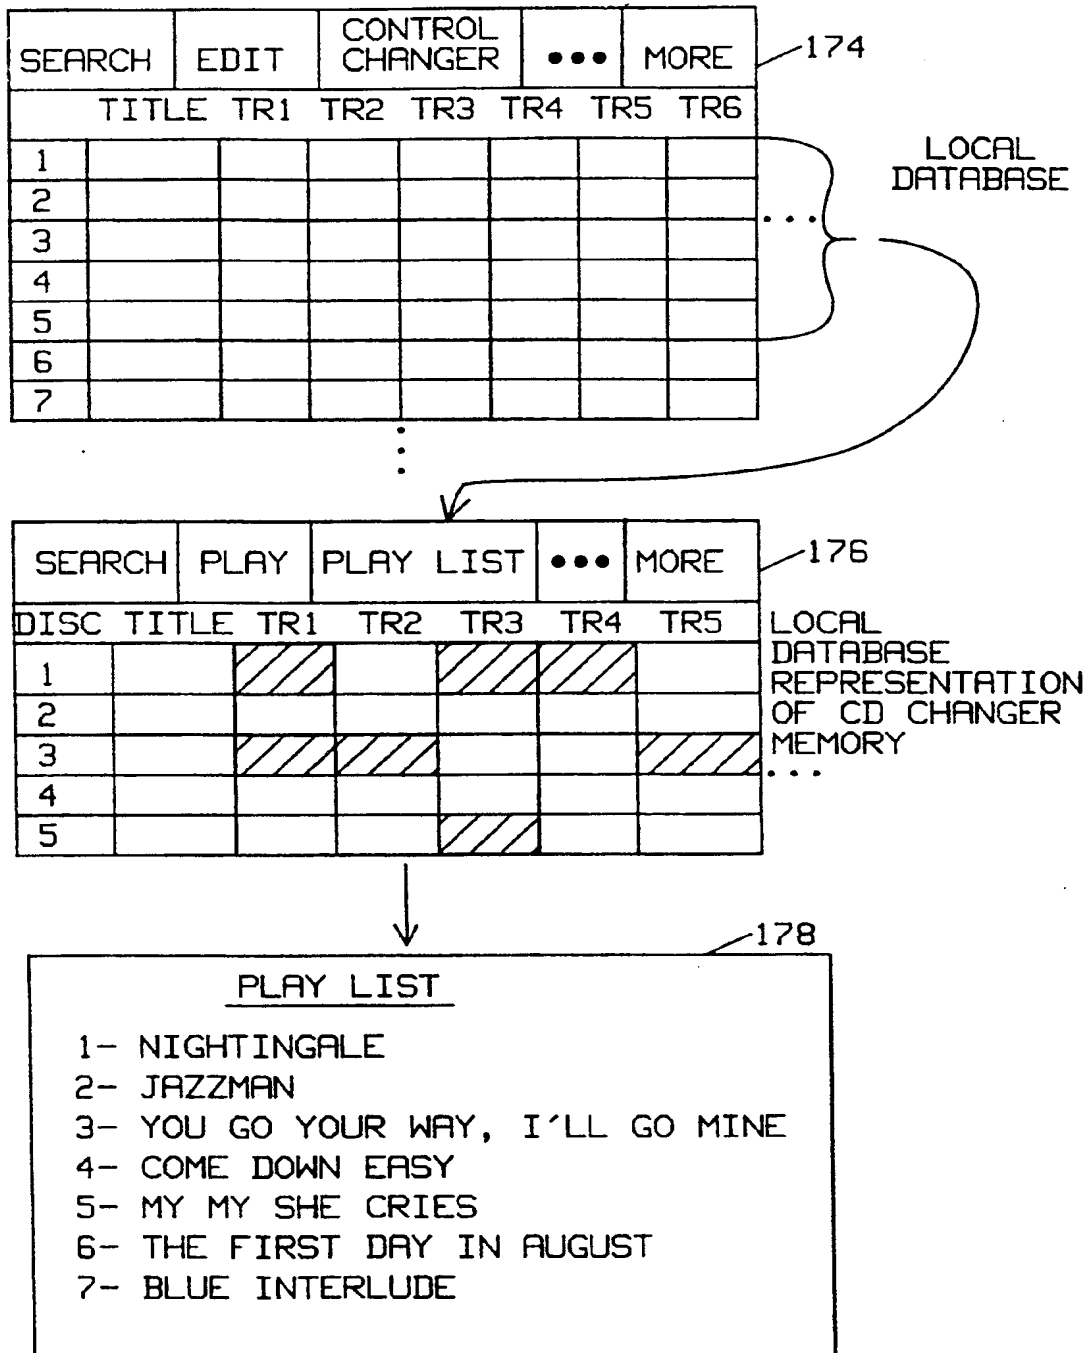 SEARCH EDIT CONTROL CHANGER ••• MORE 174
TITLE TR1 TR2 TR3 TR4 TR5 TR6
1
2
3
4
5
6
7
LOCAL
DATABASE
SEARCH PLAY PLAY LIST ••• MORE 176
DISC TITLE TR1 TR2 TR3 TR4 TR5
1
2
3
4
5
LOCAL
DATABASE
REPRESENTATION
OF CD CHANGER
MEMORY
178
PLAY LIST
1- NIGHTINGALE
2- JAZZMAN
3- YOU GO YOUR WAY, I'LL GO MINE
4- COME DOWN EASY
5- MY MY SHE CRIES
6- THE FIRST DAY IN AUGUST
7- BLUE INTERLUDE